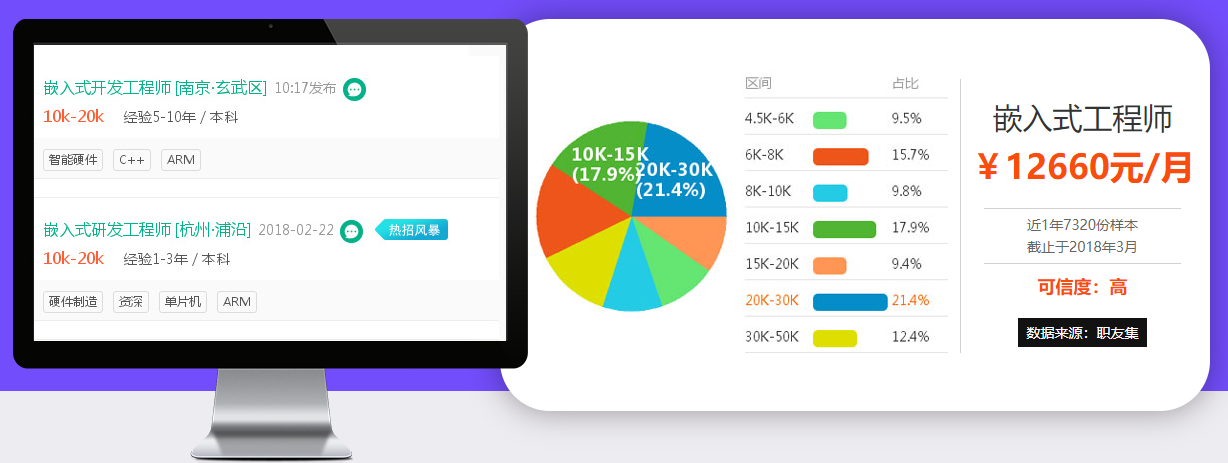 嵌入式开发工程师 [南京·玄武区] 10:17发布
10k-20k 经验5-10年 / 本科
智能硬件 C++ ARM
嵌入式研发工程师 [杭州·浦沿] 2018-02-22 热招风暴
10k-20k 经验1-3年 / 本科
硬件制造 资深 单片机 ARM
10K-15K
(17.9%)
20K-30K
(21.4%)
区间 占比
4.5K-6K 9.5%
6K-8K 15.7%
8K-10K 9.8%
10K-15K 17.9%
15K-20K 9.4%
20K-30K 21.4%
30K-50K 12.4%
嵌入式工程师
￥12660元/月
近1年7320份样本
截止于2018年3月
可信度：高
数据来源：职友集